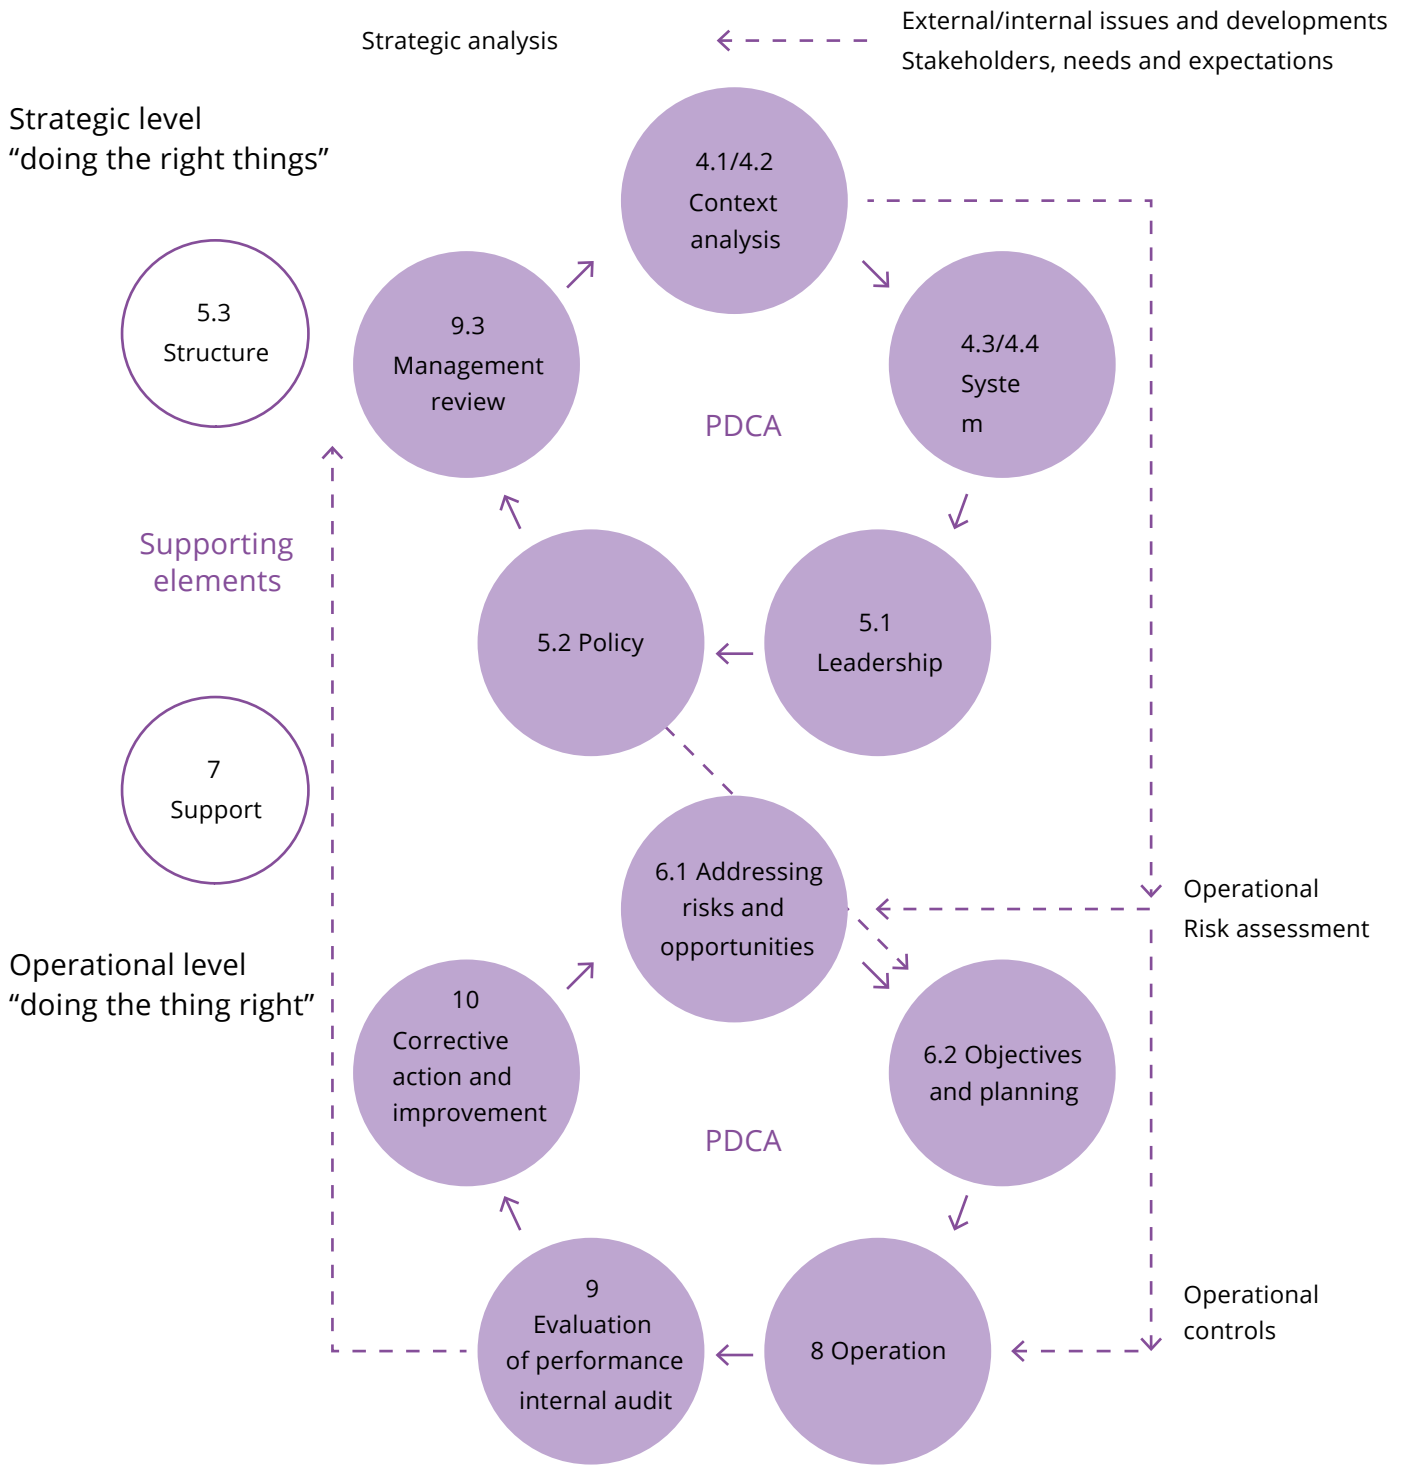 Strategic analysis
External/internal issues and developments
Stakeholders, needs and expectations
Strategic level
“doing the right things”
4.1/4.2
Context
analysis
5.3
Structure
9.3
Management
review
4.3/4.4
Syste
m
PDCA
Supporting
elements
5.2 Policy
5.1
Leadership
7
Support
6.1 Addressing
risks and
opportunities
Operational
Risk assessment
Operational level
“doing the thing right”
10
Corrective
action and
improvement
6.2 Objectives
and planning
PDCA
9
Evaluation
of performance
internal audit
8 Operation
Operational
controls